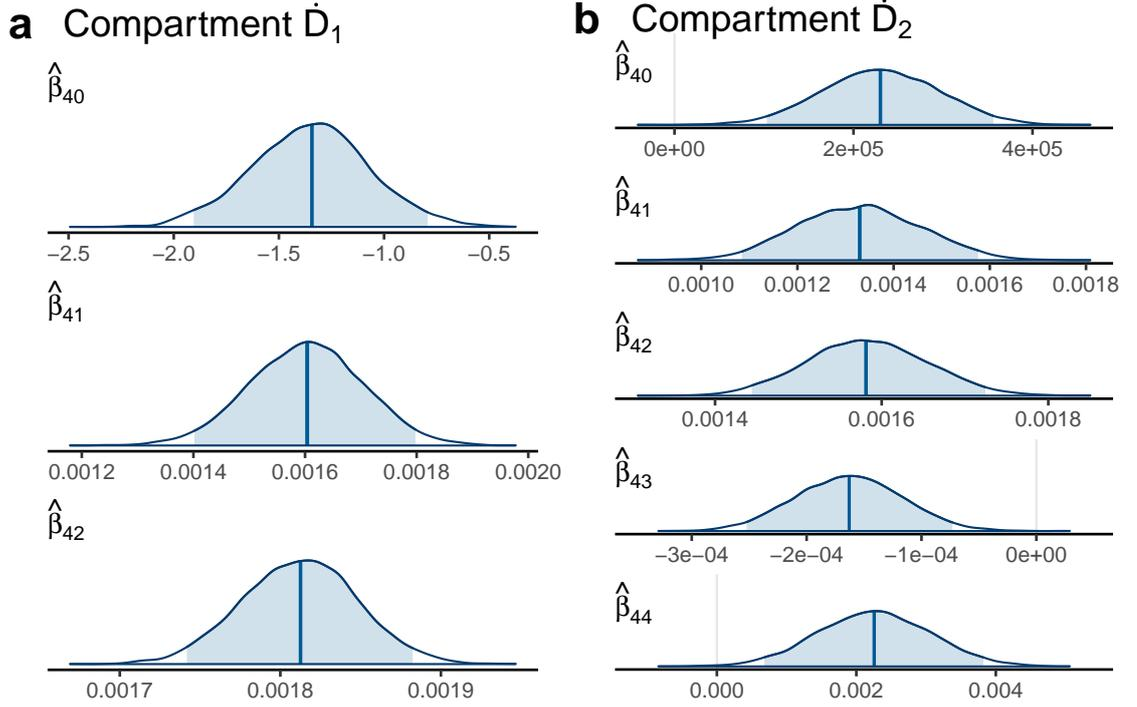 a Compartment Ḋ1
β̂40
−2.5 −2.0 −1.5 −1.0 −0.5
β̂41
0.0012 0.0014 0.0016 0.0018 0.0020
β̂42
0.0017 0.0018 0.0019
b Compartment Ḋ2
β̂40
0e+00 2e+05 4e+05
β̂41
0.0010 0.0012 0.0014 0.0016 0.0018
β̂42
0.0014 0.0016 0.0018
β̂43
−3e−04 −2e−04 −1e−04 0e+00
β̂44
0.000 0.002 0.004